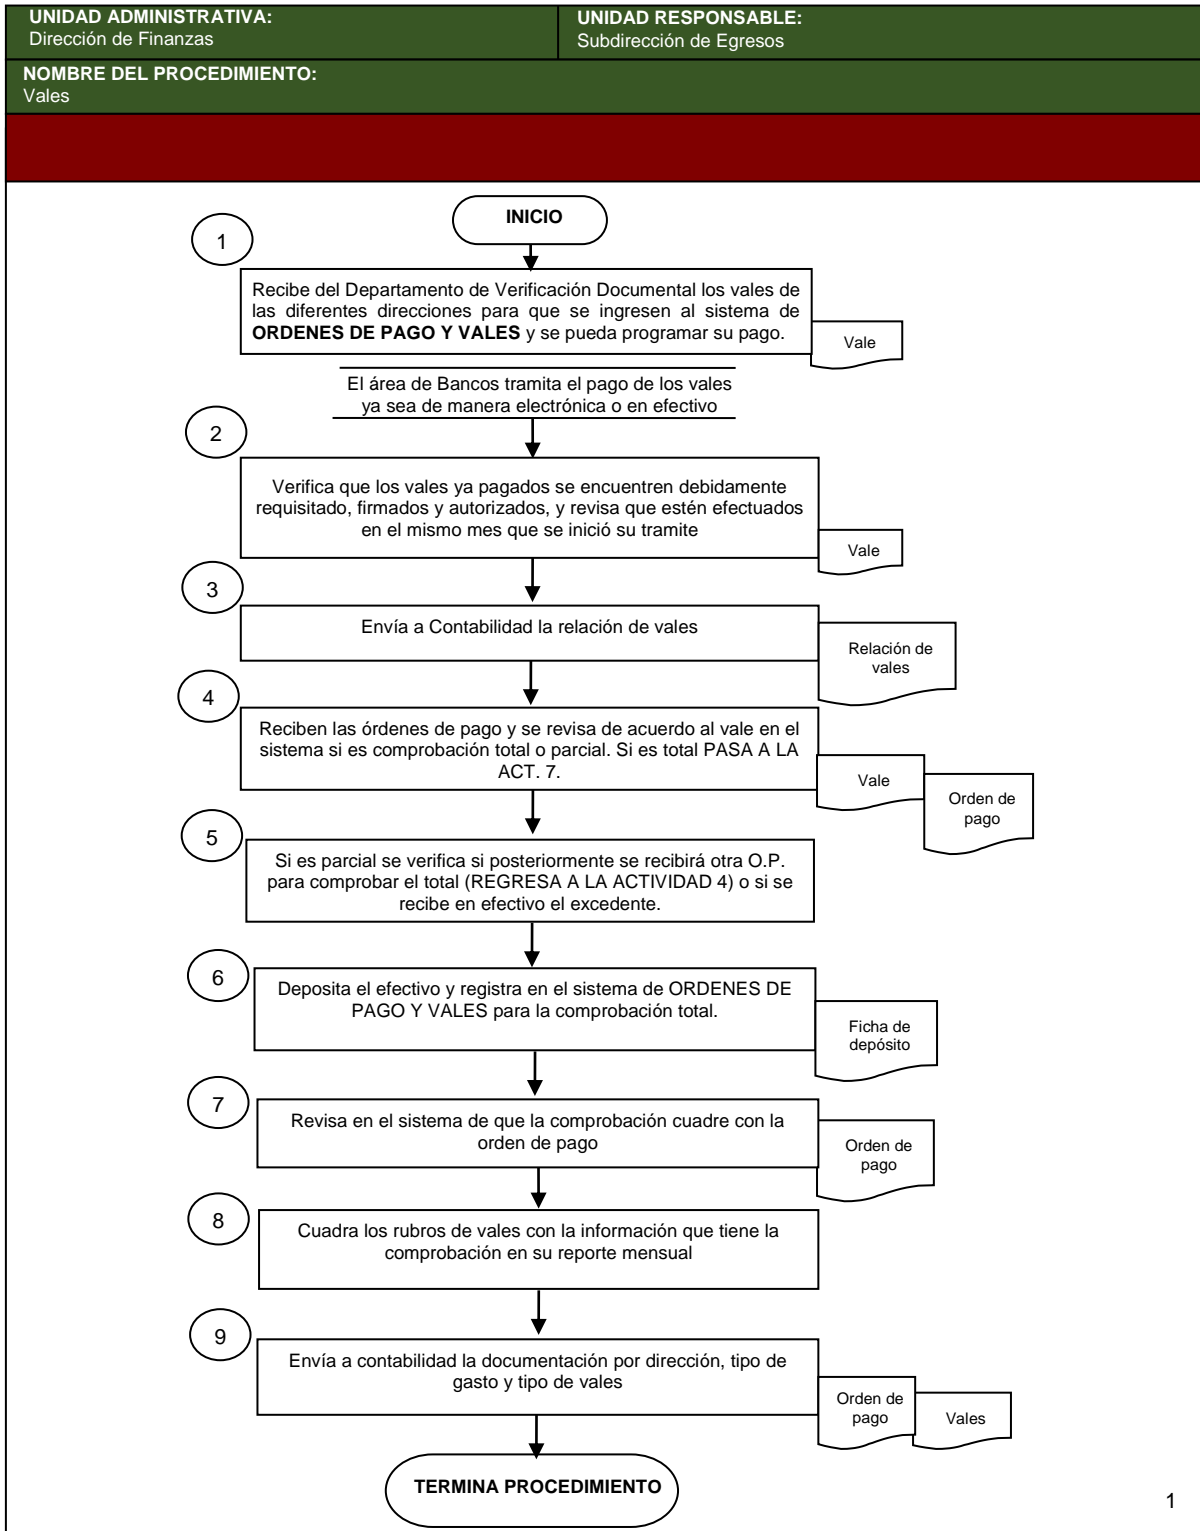 UNIDAD ADMINISTRATIVA:
Dirección de Finanzas
UNIDAD RESPONSABLE:
Subdirección de Egresos
NOMBRE DEL PROCEDIMIENTO:
Vales
INICIO
1
Recibe del Departamento de Verificación Documental los vales de
las diferentes direcciones para que se ingresen al sistema de
ORDENES DE PAGO Y VALES y se pueda programar su pago.
Vale
El área de Bancos tramita el pago de los vales
ya sea de manera electrónica o en efectivo
2
Verifica que los vales ya pagados se encuentren debidamente
requisitado, firmados y autorizados, y revisa que estén efectuados
en el mismo mes que se inició su tramite
Vale
3
Envía a Contabilidad la relación de vales
Relación de
vales
4
Reciben las órdenes de pago y se revisa de acuerdo al vale en el
sistema si es comprobación total o parcial. Si es total PASA A LA
ACT. 7.
Vale
Orden de
pago
5
Si es parcial se verifica si posteriormente se recibirá otra O.P.
para comprobar el total (REGRESA A LA ACTIVIDAD 4) o si se
recibe en efectivo el excedente.
6
Deposita el efectivo y registra en el sistema de ORDENES DE
PAGO Y VALES para la comprobación total.
Ficha de
depósito
7
Revisa en el sistema de que la comprobación cuadre con la
orden de pago
Orden de
pago
8
Cuadra los rubros de vales con la información que tiene la
comprobación en su reporte mensual
9
Envía a contabilidad la documentación por dirección, tipo de
gasto y tipo de vales
Orden de
pago
Vales
TERMINA PROCEDIMIENTO
1